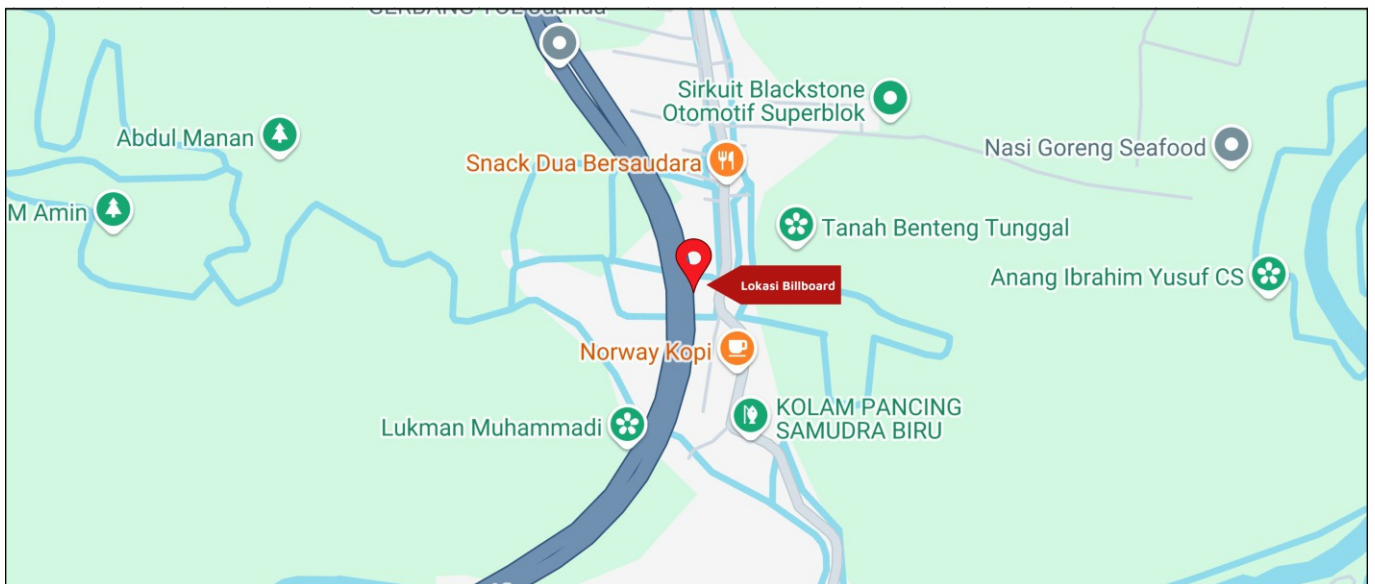 Sirkuit Blackstone
Otomotif Superblok
Abdul Manan
Nasi Goreng Seafood
Snack Dua Bersaudara
M Amin
Tanah Benteng Tunggal
Anang Ibrahim Yusuf CS
Lokasi Billboard
Norway Kopi
KOLAM PANCING
SAMUDRA BIRU
Lukman Muhammadi